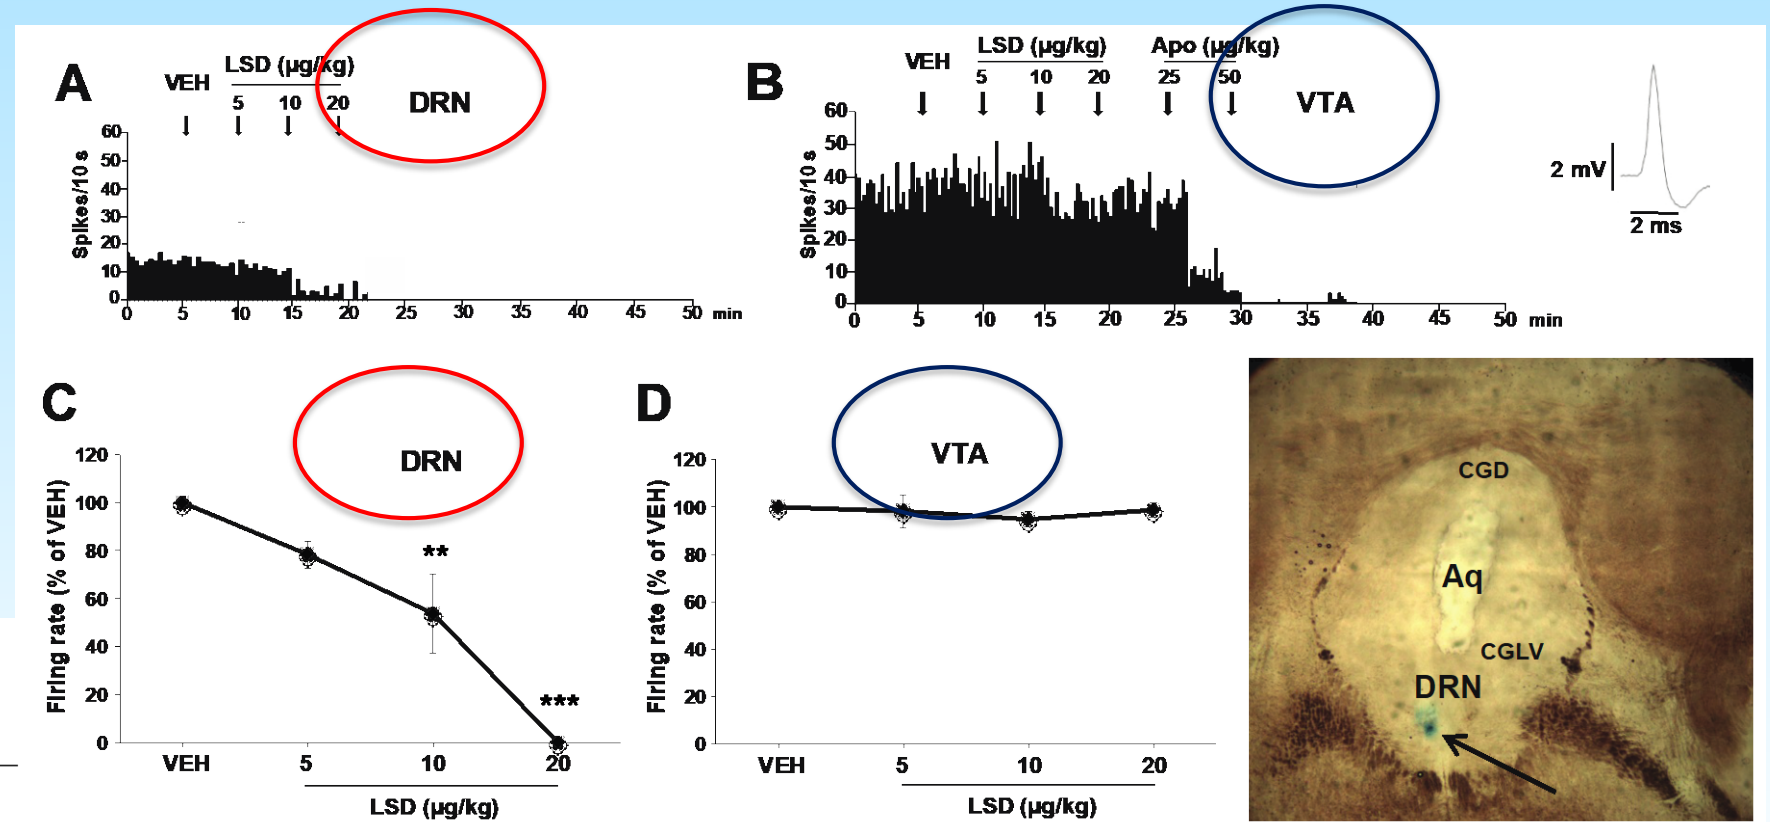 A
VEH
LSD (µg/kg)
5 10 20
DRN
Spikes/10 s
60
50
40
30
20
10
0
0 5 10 15 20 25 30 35 40 45 50 min
B
VEH
LSD (µg/kg)
5 10 20
Apo (µg/kg)
25 50
VTA
Spikes/10 s
60
50
40
30
20
10
0
0 5 10 15 20 25 30 35 40 45 50 min
2 mV
2 ms
C
DRN
Firing rate (% of VEH)
120
100
80
60
40
20
0
**
***
VEH 5 10 20
LSD (µg/kg)
D
VTA
Firing rate (% of VEH)
120
100
80
60
40
20
0
VEH 5 10 20
LSD (µg/kg)
CGD
Aq
CGLV
DRN